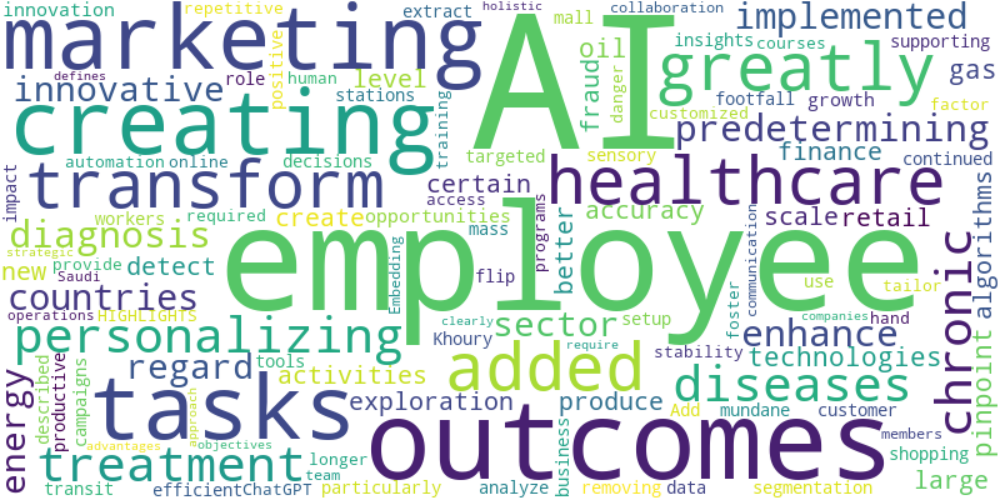 innovation
repetitive
extract
holistic
collaboration
marketing
AI
mall
implemented
oil
insights
courses
supporting
defines
role
positive
human
level
greatly
gas
innovative
stations
fraud
danger
footfall
growth
factor
customized
creating
training
predetermining
automation
online
decisions
targeted
sensory
finance
continued
impact
transform
certain
healthcare
access
workers
required
create
opportunities
mass
programs
better
accuracy
communication
scale
retail
algorithms
diagnosis
employee
strategic
new
provide
detect
Saudi
Embedding
flip
use
tailor
chronic
countries
operations
HIGHLIGHTS
clearly
sector
setup
foster
companies
hand
personalizing
Khoury
require
enhance
stability
technologies
pinpoint
energy
described
productive
campaigns
regard
tools
activities
added
diseases
tasks
exploration
produce
Add
mundane
customer
outcomes
advantages
approach
objectives
members
treatment
longer
team
business
shopping
transit
efficient
ChatGPT
particularly
analyze
removing
data
segmentation
large